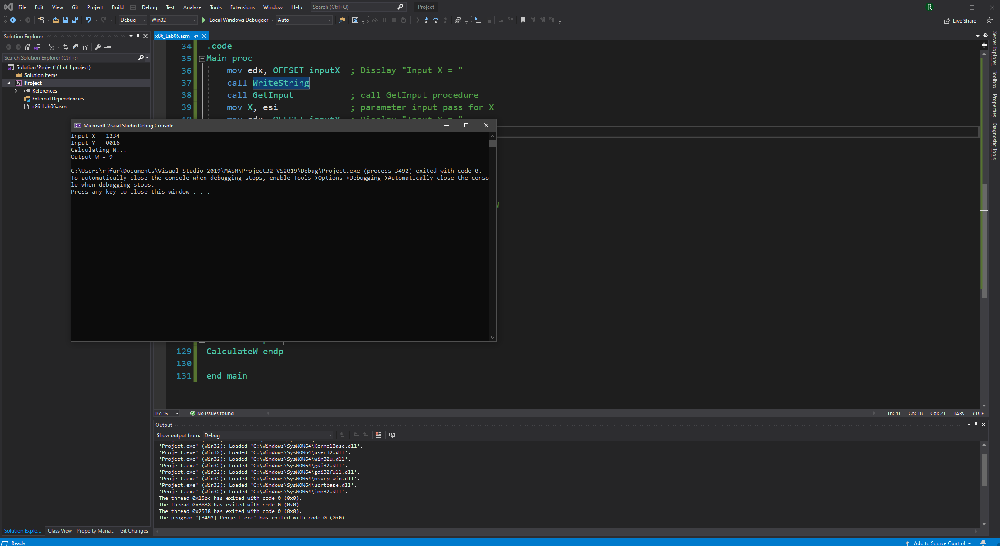 File Edit View Git Project Build Debug Test Analyze Tools Extensions Window Help Search (Ctrl+Q) Project R
Debug Win32 Local Windows Debugger Auto Live Share
Solution Explorer
Search Solution Explorer (Ctrl+;)
Solution 'Project' (1 of 1 project)
Solution Items
Project
References
External Dependencies
x86_Lab06.asm
x86_Lab06.asm
34 .code
35 Main proc
36 mov edx, OFFSET inputX ; Display "Input X = "
37 call WriteString
38 call GetInput ; call GetInput procedure
39 mov X, esi ; parameter input pass for X
40 mov edx, OFFSET inputY ; Display "Input Y = "
Microsoft Visual Studio Debug Console
Input X = 1234
Input Y = 0016
Calculating W...
Output W = 9
C:\Users\rjfar\Documents\Visual Studio 2019\MASM\Project32_VS2019\Debug\Project.exe (process 3492) exited with code 0.
To automatically close the console when debugging stops, enable Tools->Options->Debugging->Automatically close the conso
le when debugging stops.
Press any key to close this window . . .
W
CalculateW proc...
129 CalculateW endp
130
131 end main
165 % No issues found Ln: 41 Ch: 18 Col: 21 TABS CRLF
Output
Show output from: Debug
'Project.exe' (Win32): Loaded 'C:\Windows\SysWOW64\KernelBase.dll'.
'Project.exe' (Win32): Loaded 'C:\Windows\SysWOW64\user32.dll'.
'Project.exe' (Win32): Loaded 'C:\Windows\SysWOW64\win32u.dll'.
'Project.exe' (Win32): Loaded 'C:\Windows\SysWOW64\gdi32.dll'.
'Project.exe' (Win32): Loaded 'C:\Windows\SysWOW64\gdi32full.dll'.
'Project.exe' (Win32): Loaded 'C:\Windows\SysWOW64\msvcp_win.dll'.
'Project.exe' (Win32): Loaded 'C:\Windows\SysWOW64\ucrtbase.dll'.
'Project.exe' (Win32): Loaded 'C:\Windows\SysWOW64\imm32.dll'.
The thread 0x15bc has exited with code 0 (0x0).
The thread 0x3838 has exited with code 0 (0x0).
The thread 0x2538 has exited with code 0 (0x0).
The program '[3492] Project.exe' has exited with code 0 (0x0).
Solution Explo... Class View Property Mana... Git Changes
Ready Add to Source Control
Server Explorer
Toolbox
Properties
Diagnostic Tools